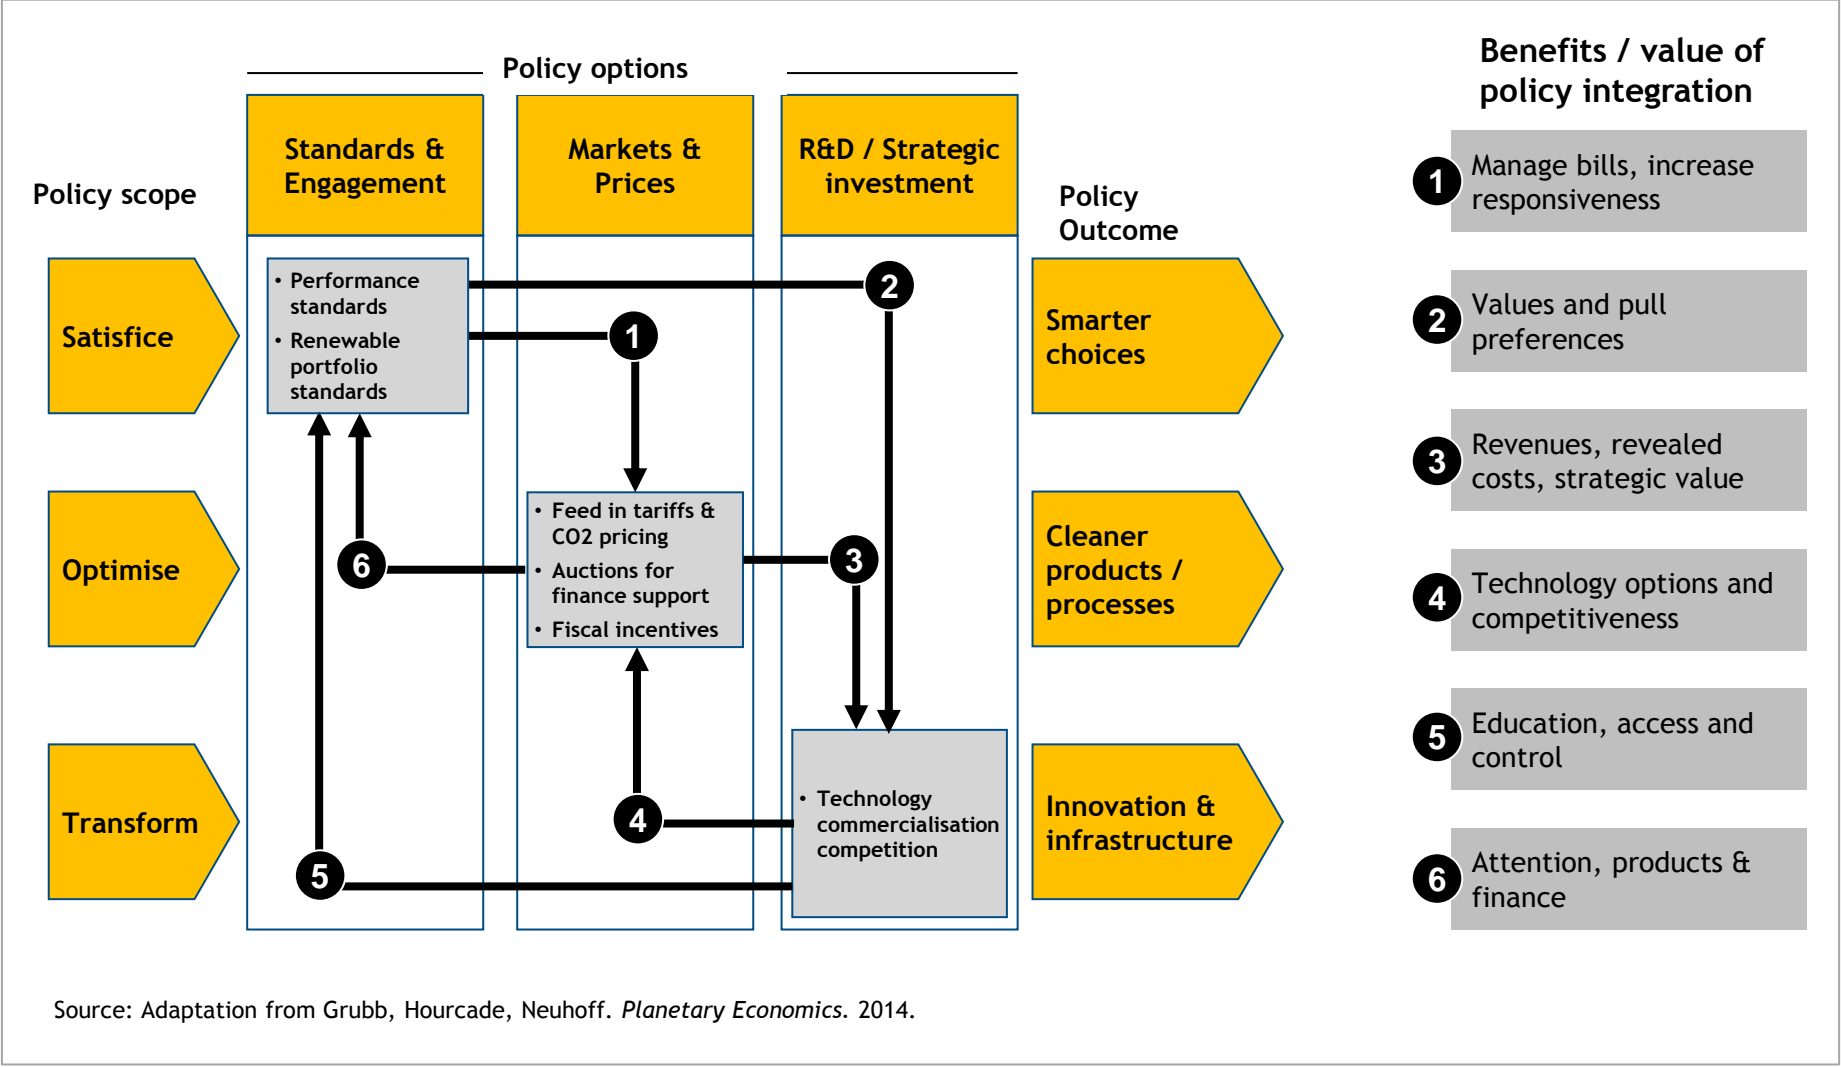 Policy options
Benefits / value of
policy integration
Standards &
Engagement
Markets &
Prices
R&D / Strategic
investment
Policy scope
Policy
Outcome
Satisfice
• Performance
standards
• Renewable
portfolio
standards
2
1
Smarter
choices
Optimise
6
• Feed in tariffs &
CO2 pricing
• Auctions for
finance support
• Fiscal incentives
3
Cleaner
products /
processes
Transform
5
4
• Technology
commercialisation
competition
Innovation &
infrastructure
1 Manage bills, increase
responsiveness
2 Values and pull
preferences
3 Revenues, revealed
costs, strategic value
4 Technology options and
competitiveness
5 Education, access and
control
6 Attention, products &
finance
Source: Adaptation from Grubb, Hourcade, Neuhoff. Planetary Economics. 2014.